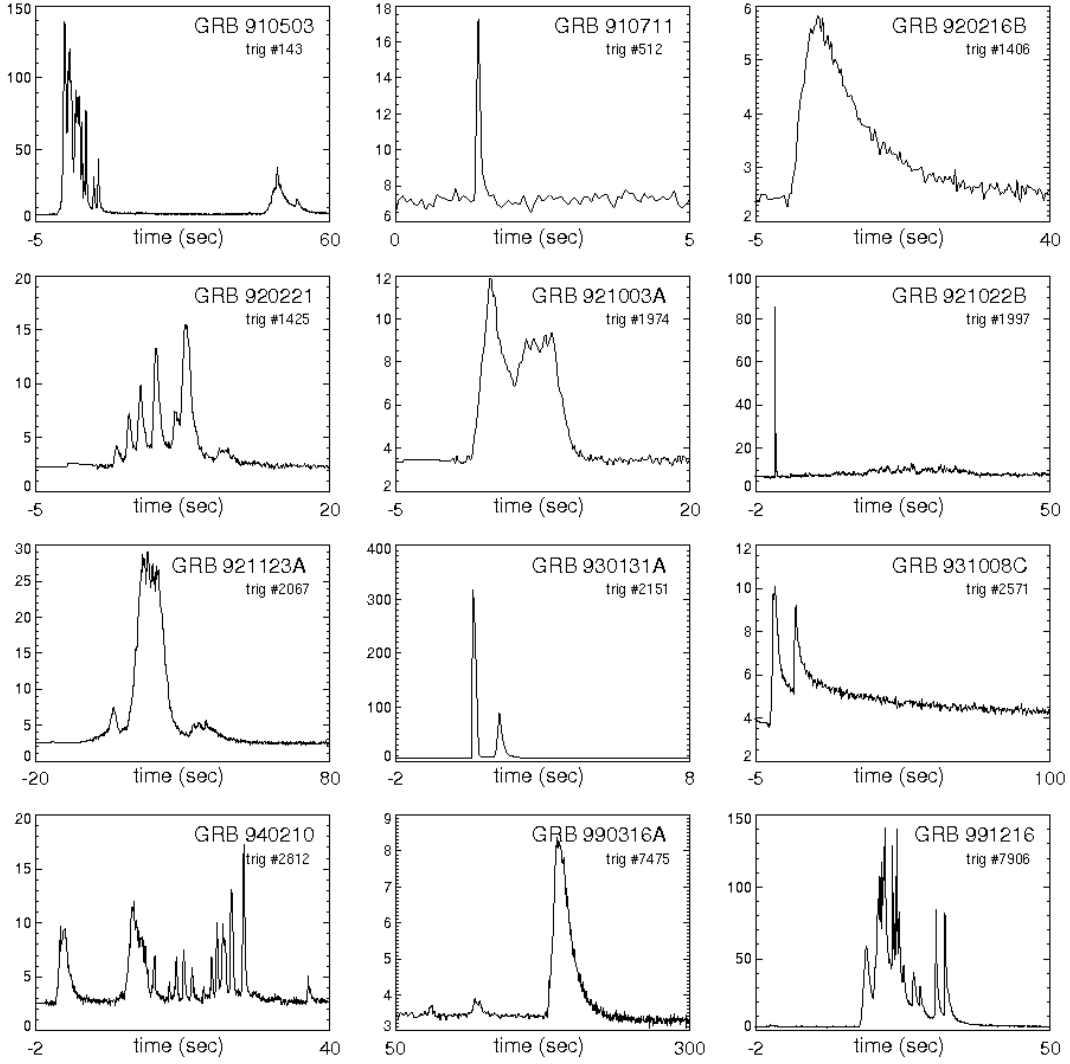 GRB 910503
trig #143
150
100
50
0
-5
time (sec)
60
GRB 910711
trig #512
18
16
14
12
10
8
6
0
time (sec)
5
GRB 920216B
trig #1406
6
5
4
3
2
-5
time (sec)
40
GRB 920221
trig #1425
20
15
10
5
0
-5
time (sec)
20
GRB 921003A
trig #1974
12
10
8
6
4
2
-5
time (sec)
20
GRB 921022B
trig #1997
100
80
60
40
20
0
-2
time (sec)
50
GRB 921123A
trig #2067
30
25
20
15
10
5
0
-20
time (sec)
80
GRB 930131A
trig #2151
400
300
200
100
0
-2
time (sec)
8
GRB 931008C
trig #2571
12
10
8
6
4
2
-5
time (sec)
100
GRB 940210
trig #2812
20
15
10
5
0
-2
time (sec)
40
GRB 990316A
trig #7475
9
8
7
6
5
4
3
50
time (sec)
300
GRB 991216
trig #7906
150
100
50
0
-2
time (sec)
50